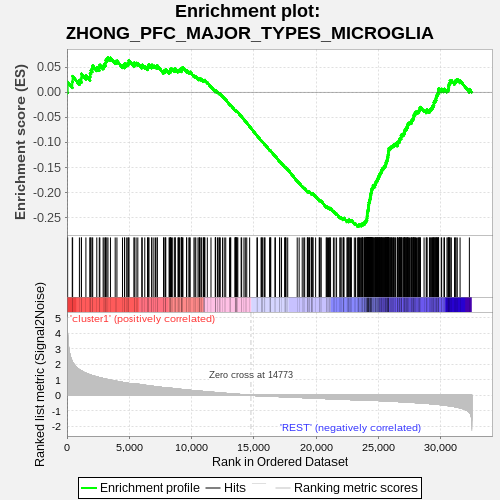 Enrichment plot:
ZHONG_PFC_MAJOR_TYPES_MICROGLIA
Enrichment score (ES)
0.05
0.00
-0.05
-0.10
-0.15
-0.20
-0.25
Ranked list metric (Signal2Noise)
'cluster1' (positively correlated)
5
4
3
2
1
0
-1
-2
Zero cross at 14773
'REST' (negatively correlated)
0
5,000
10,000
15,000
20,000
25,000
30,000
Rank in Ordered Dataset
Enrichment profile
Hits
Ranking metric scores